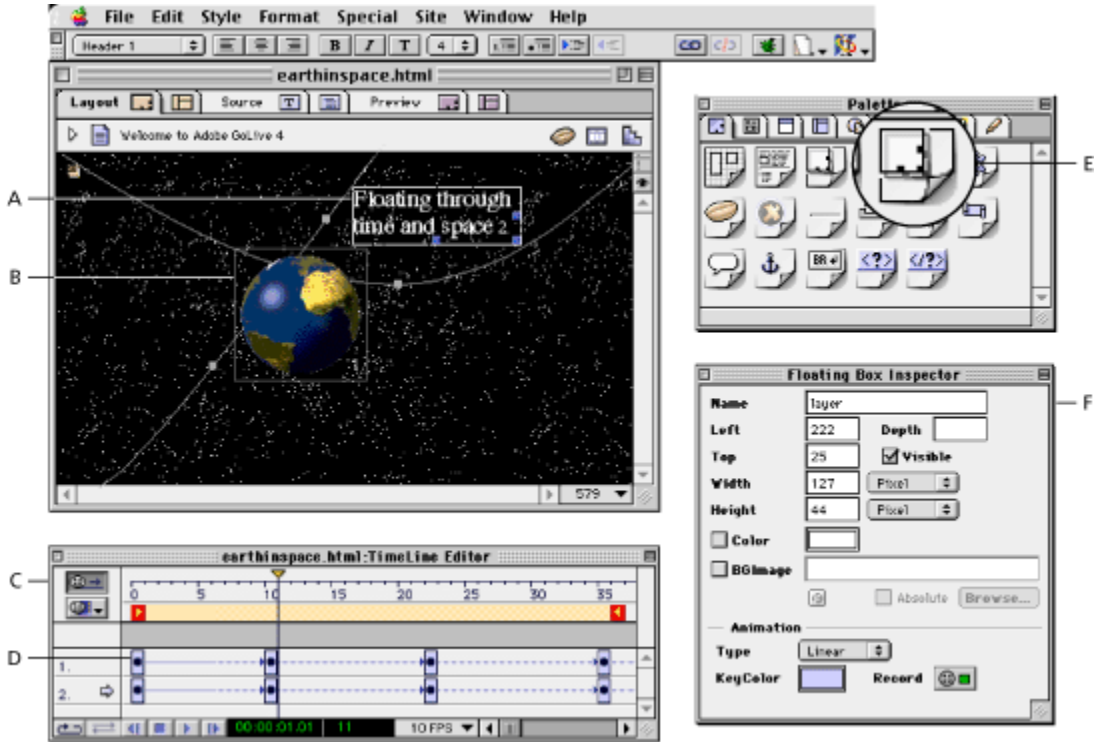 File Edit Style Format Special Site Window Help
Header 1 B I T 4
earthinspace.html
Layout Source T Preview
Welcome to Adobe GoLive 4
A
Floating through
time and space 2
B
1
579
Palette
E
BR
<?> </?>
Floating Box Inspector
F
Name layer
Left 222 Depth
Top 25 Visible
Width 127 Pixel
Height 44 Pixel
Color
BGImage
Absolute Browse...
Animation
Type Linear
KeyColor Record
earthinspace.html:TimeLine Editor
C
0 5 10 15 20 25 30 35
D
1.
2.
00:00:01.01 11 10 FPS